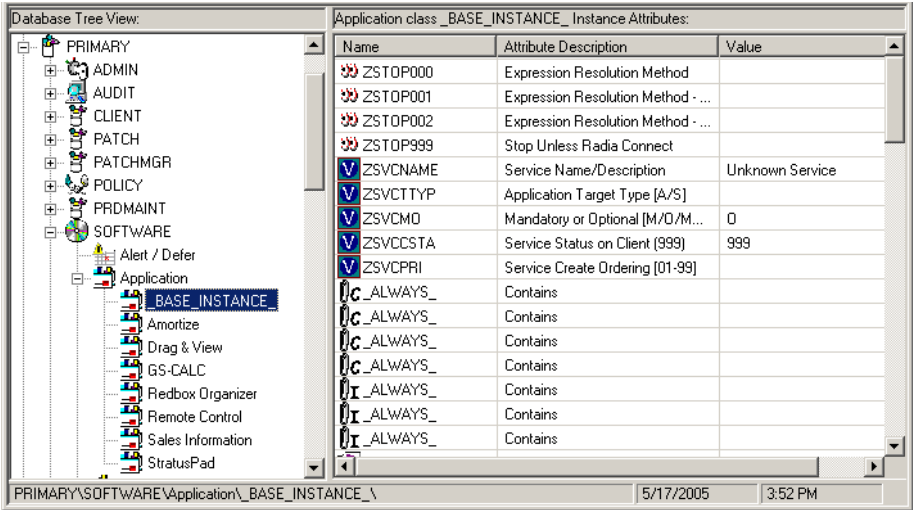 Database Tree View:
PRIMARY
ADMIN
AUDIT
CLIENT
PATCH
PATCHMGR
POLICY
PRDMAINT
SOFTWARE
Alert / Defer
Application
_BASE_INSTANCE_
Amortize
Drag & View
GS-CALC
Redbox Organizer
Remote Control
Sales Information
StratusPad
Application class _BASE_INSTANCE_ Instance Attributes:
Name Attribute Description Value
ZSTOP000 Expression Resolution Method
ZSTOP001 Expression Resolution Method - ...
ZSTOP002 Expression Resolution Method - ...
ZSTOP999 Stop Unless Radia Connect
V ZSVCNAME Service Name/Description Unknown Service
V ZSVCTTYP Application Target Type [A/S]
V ZSVCMO Mandatory or Optional [M/O/M... O
V ZSVCCSTA Service Status on Client (999) 999
V ZSVCPRI Service Create Ordering [01-99]
C _ALWAYS_ Contains
C _ALWAYS_ Contains
C _ALWAYS_ Contains
C _ALWAYS_ Contains
I _ALWAYS_ Contains
I _ALWAYS_ Contains
I _ALWAYS_ Contains
PRIMARY\SOFTWARE\Application\_BASE_INSTANCE_\ 5/17/2005 3:52 PM